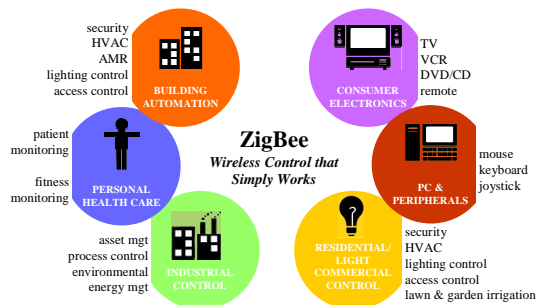 security
HVAC
AMR
lighting control
access control
BUILDING
AUTOMATION
TV
VCR
DVD/CD
remote
CONSUMER
ELECTRONICS
patient
monitoring
fitness
monitoring
PERSONAL
HEALTH CARE
ZigBee
Wireless Control that
Simply Works
mouse
keyboard
joystick
PC &
PERIPHERALS
asset mgt
process control
environmental
energy mgt
INDUSTRIAL
CONTROL
RESIDENTIAL/
LIGHT
COMMERCIAL
CONTROL
security
HVAC
lighting control
access control
lawn & garden irrigation